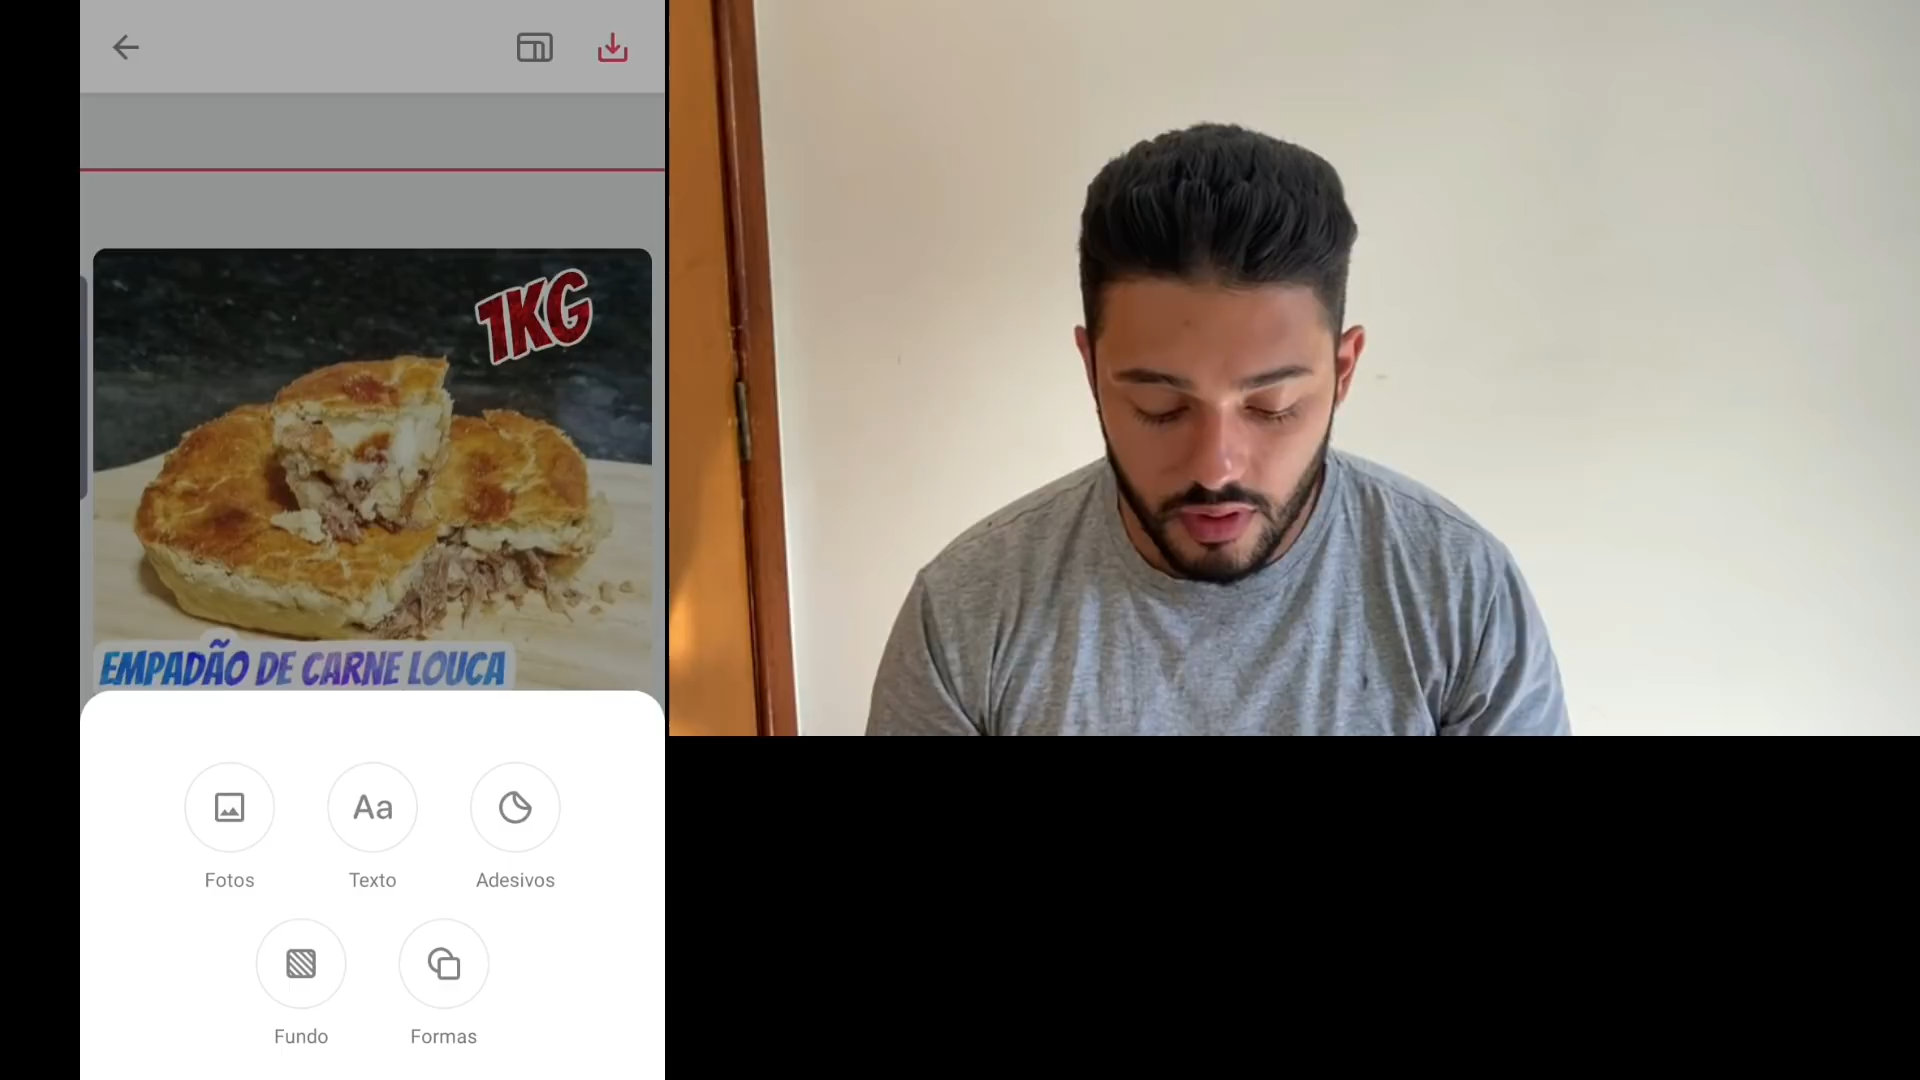 1KG
EMPADÃO DE CARNE LOUCA
Aa
Fotos
Texto
Adesivos
Fundo
Formas